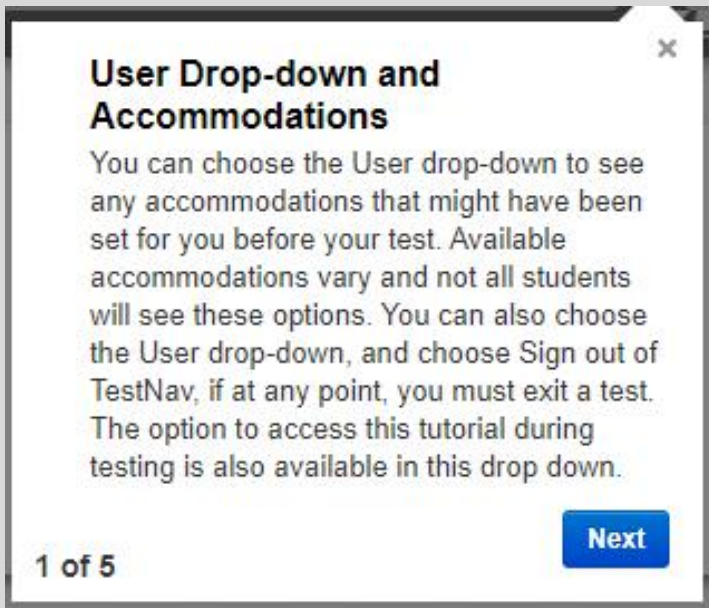 User Drop-down and
Accommodations
You can choose the User drop-down to see
any accommodations that might have been
set for you before your test. Available
accommodations vary and not all students
will see these options. You can also choose
the User drop-down, and choose Sign out of
TestNav, if at any point, you must exit a test.
The option to access this tutorial during
testing is also available in this drop down.
Next
1 of 5